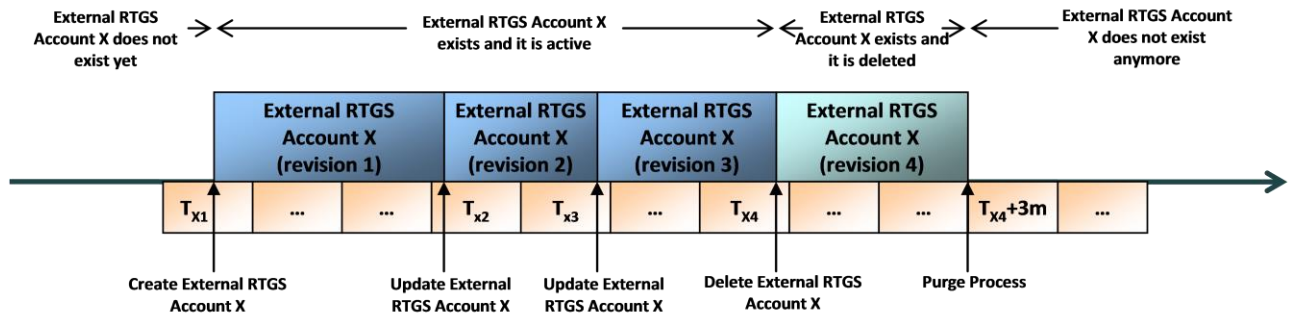 External RTGS
Account X does not
exist yet
External RTGS Account X
exists and it is active
External RTGS
Account X exists and
it is deleted
External RTGS Account
X does not exist
anymore
External RTGS
Account X
(revision 1)
External RTGS
Account X
(revision 2)
External RTGS
Account X
(revision 3)
External RTGS
Account X
(revision 4)
TX1
...
...
Tx2
Tx3
...
TX4
...
...
TX4+3m
...
Create External RTGS
Account X
Update External
RTGS Account X
Update External
RTGS Account X
Delete External RTGS
Account X
Purge Process